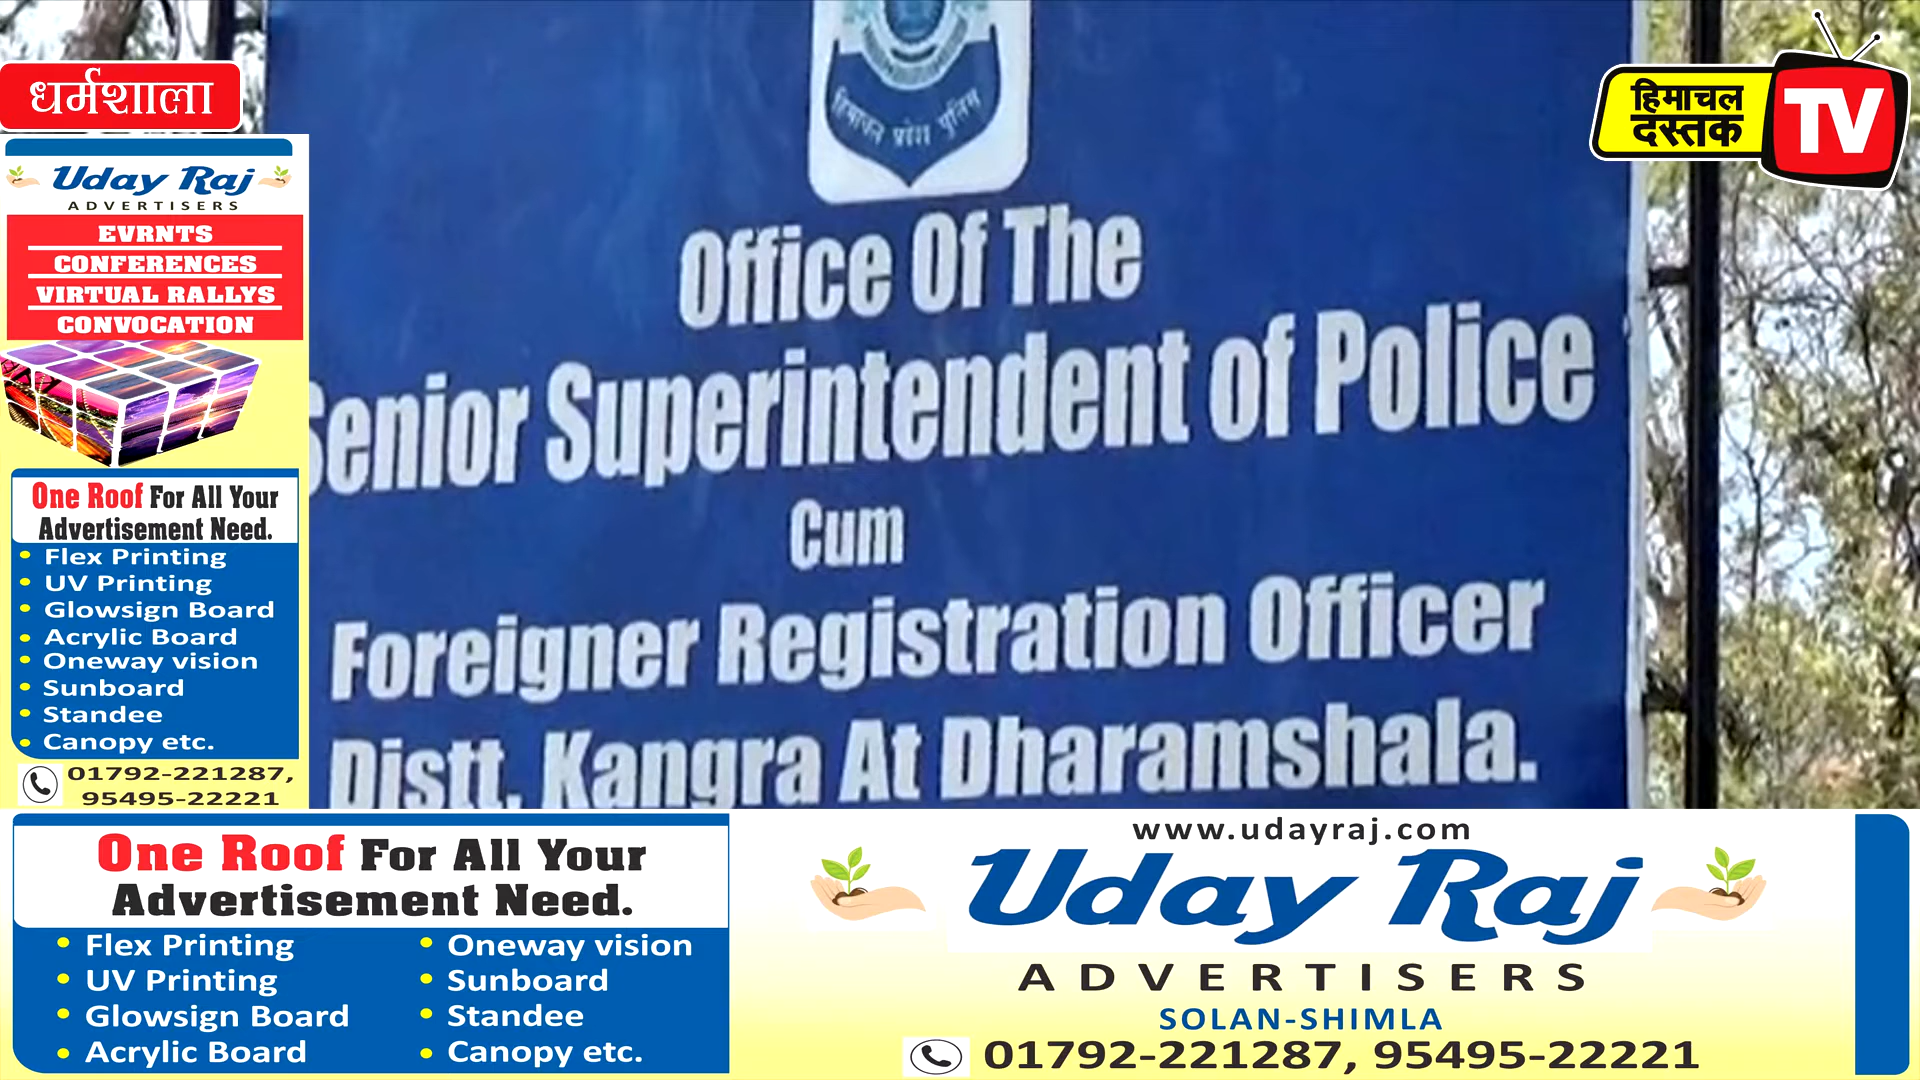 धर्मशाला
हिमाचल
दस्तक
TV
हिमाचल प्रदेश पुलिस
Office Of The
Senior Superintendent of Police
Cum
Foreigner Registration Officer
Distt. Kangra At Dharamshala.
Uday Raj
ADVERTISERS
EVRNTS
CONFERENCES
VIRTUAL RALLYS
CONVOCATION
One Roof For All Your
Advertisement Need.
• Flex Printing
• UV Printing
• Glowsign Board
• Acrylic Board
• Oneway vision
• Sunboard
• Standee
• Canopy etc.
01792-221287,
95495-22221
One Roof For All Your
Advertisement Need.
• Flex Printing
• UV Printing
• Glowsign Board
• Acrylic Board
• Oneway vision
• Sunboard
• Standee
• Canopy etc.
www.udayraj.com
Uday Raj
ADVERTISERS
SOLAN-SHIMLA
01792-221287, 95495-22221